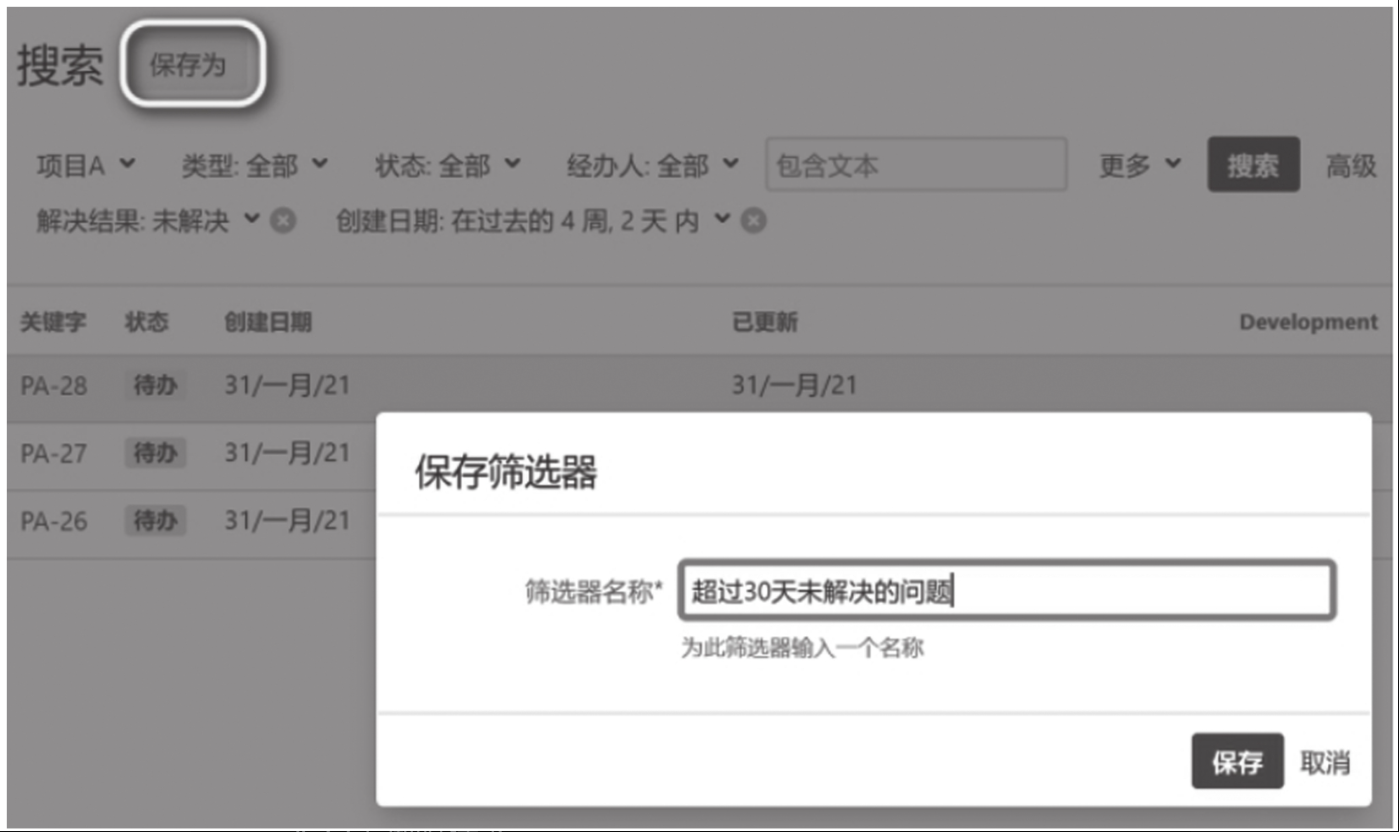 搜索 保存为
项目A 类型: 全部 状态: 全部 经办人: 全部 包含文本 更多 搜索 高级
解决结果: 未解决 创建日期: 在过去的 4 周, 2 天 内
关键字 状态 创建日期 已更新 Development
PA-28 待办 31/一月/21 31/一月/21
PA-27 待办 31/一月/21
PA-26 待办 31/一月/21
保存筛选器
筛选器名称* 超过30天未解决的问题
为此筛选器输入一个名称
保存 取消